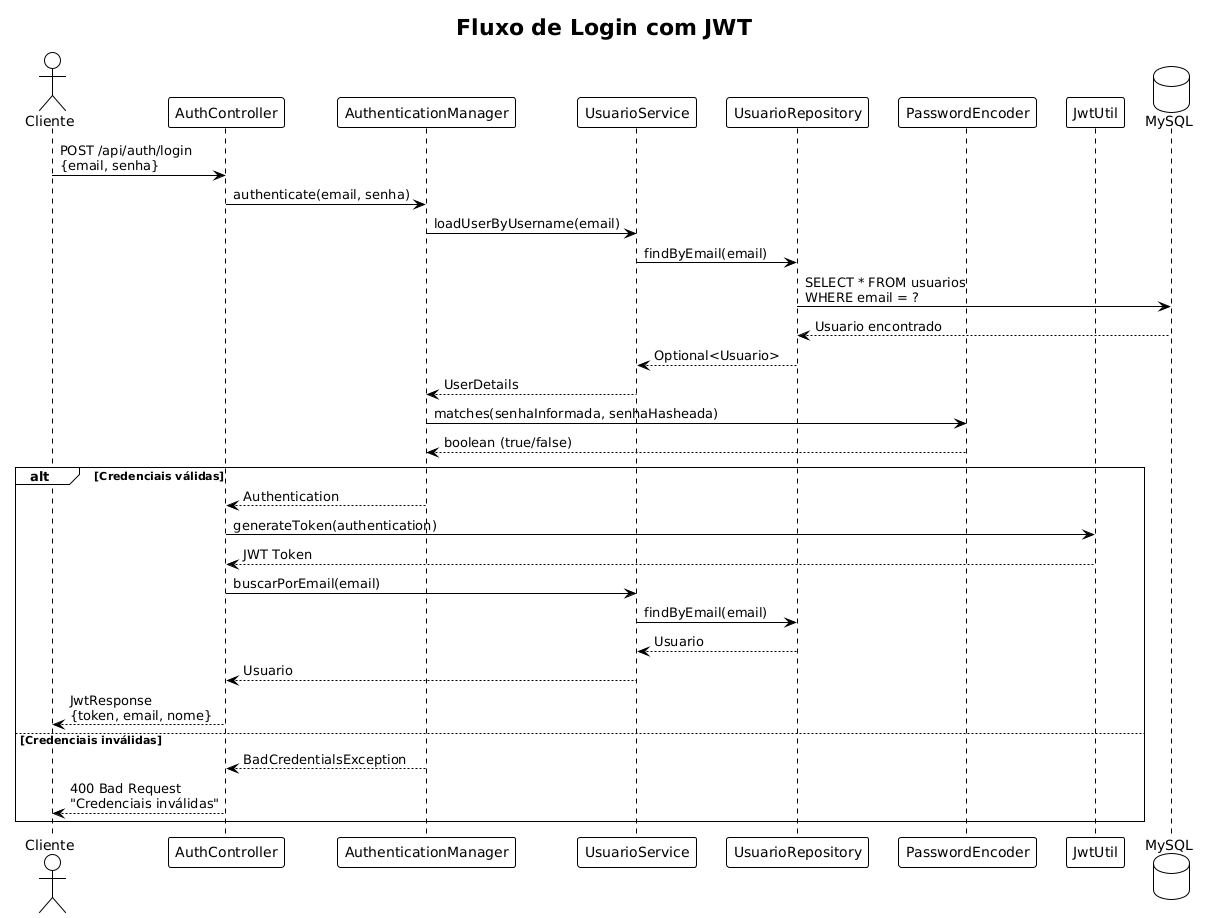 Fluxo de Login com JWT
Cliente
AuthController
AuthenticationManager
UsuarioService
UsuarioRepository
PasswordEncoder
JwtUtil
MySQL
POST /api/auth/login
{email, senha}
authenticate(email, senha)
loadUserByUsername(email)
findByEmail(email)
SELECT * FROM usuarios
WHERE email = ?
Usuario encontrado
Optional<Usuario>
UserDetails
matches(senhaInformada, senhaHasheada)
boolean (true/false)
alt
[Credenciais válidas]
Authentication
generateToken(authentication)
JWT Token
buscarPorEmail(email)
findByEmail(email)
Usuario
Usuario
JwtResponse
{token, email, nome}
[Credenciais inválidas]
BadCredentialsException
400 Bad Request
"Credenciais inválidas"
Cliente
AuthController
AuthenticationManager
UsuarioService
UsuarioRepository
PasswordEncoder
JwtUtil
MySQL